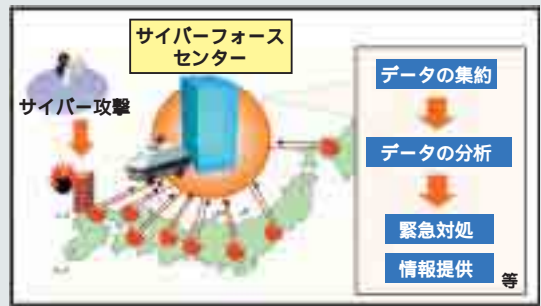 サイバーフォース
センター
サイバー攻撃
データの集約
データの分析
緊急対処
情報提供
等